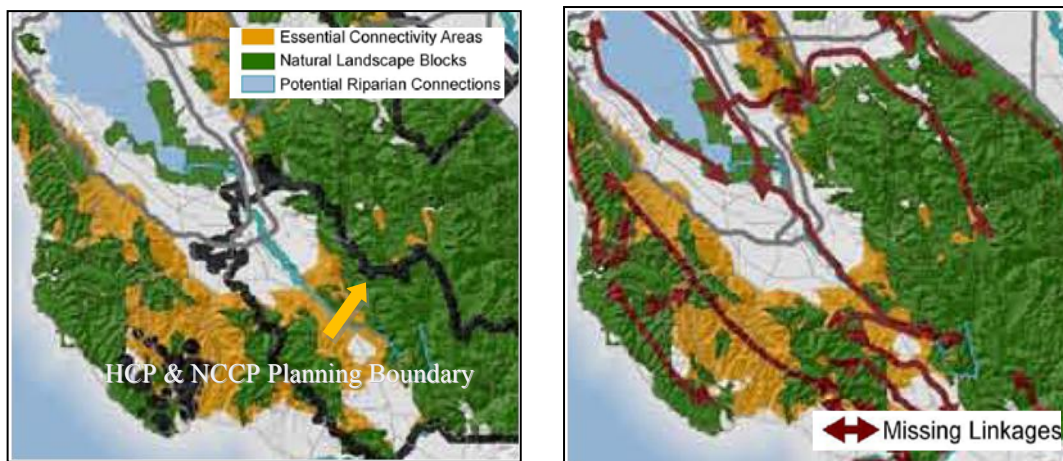 Essential Connectivity Areas
Natural Landscape Blocks
Potential Riparian Connections
HCP & NCCP Planning Boundary
Missing Linkages